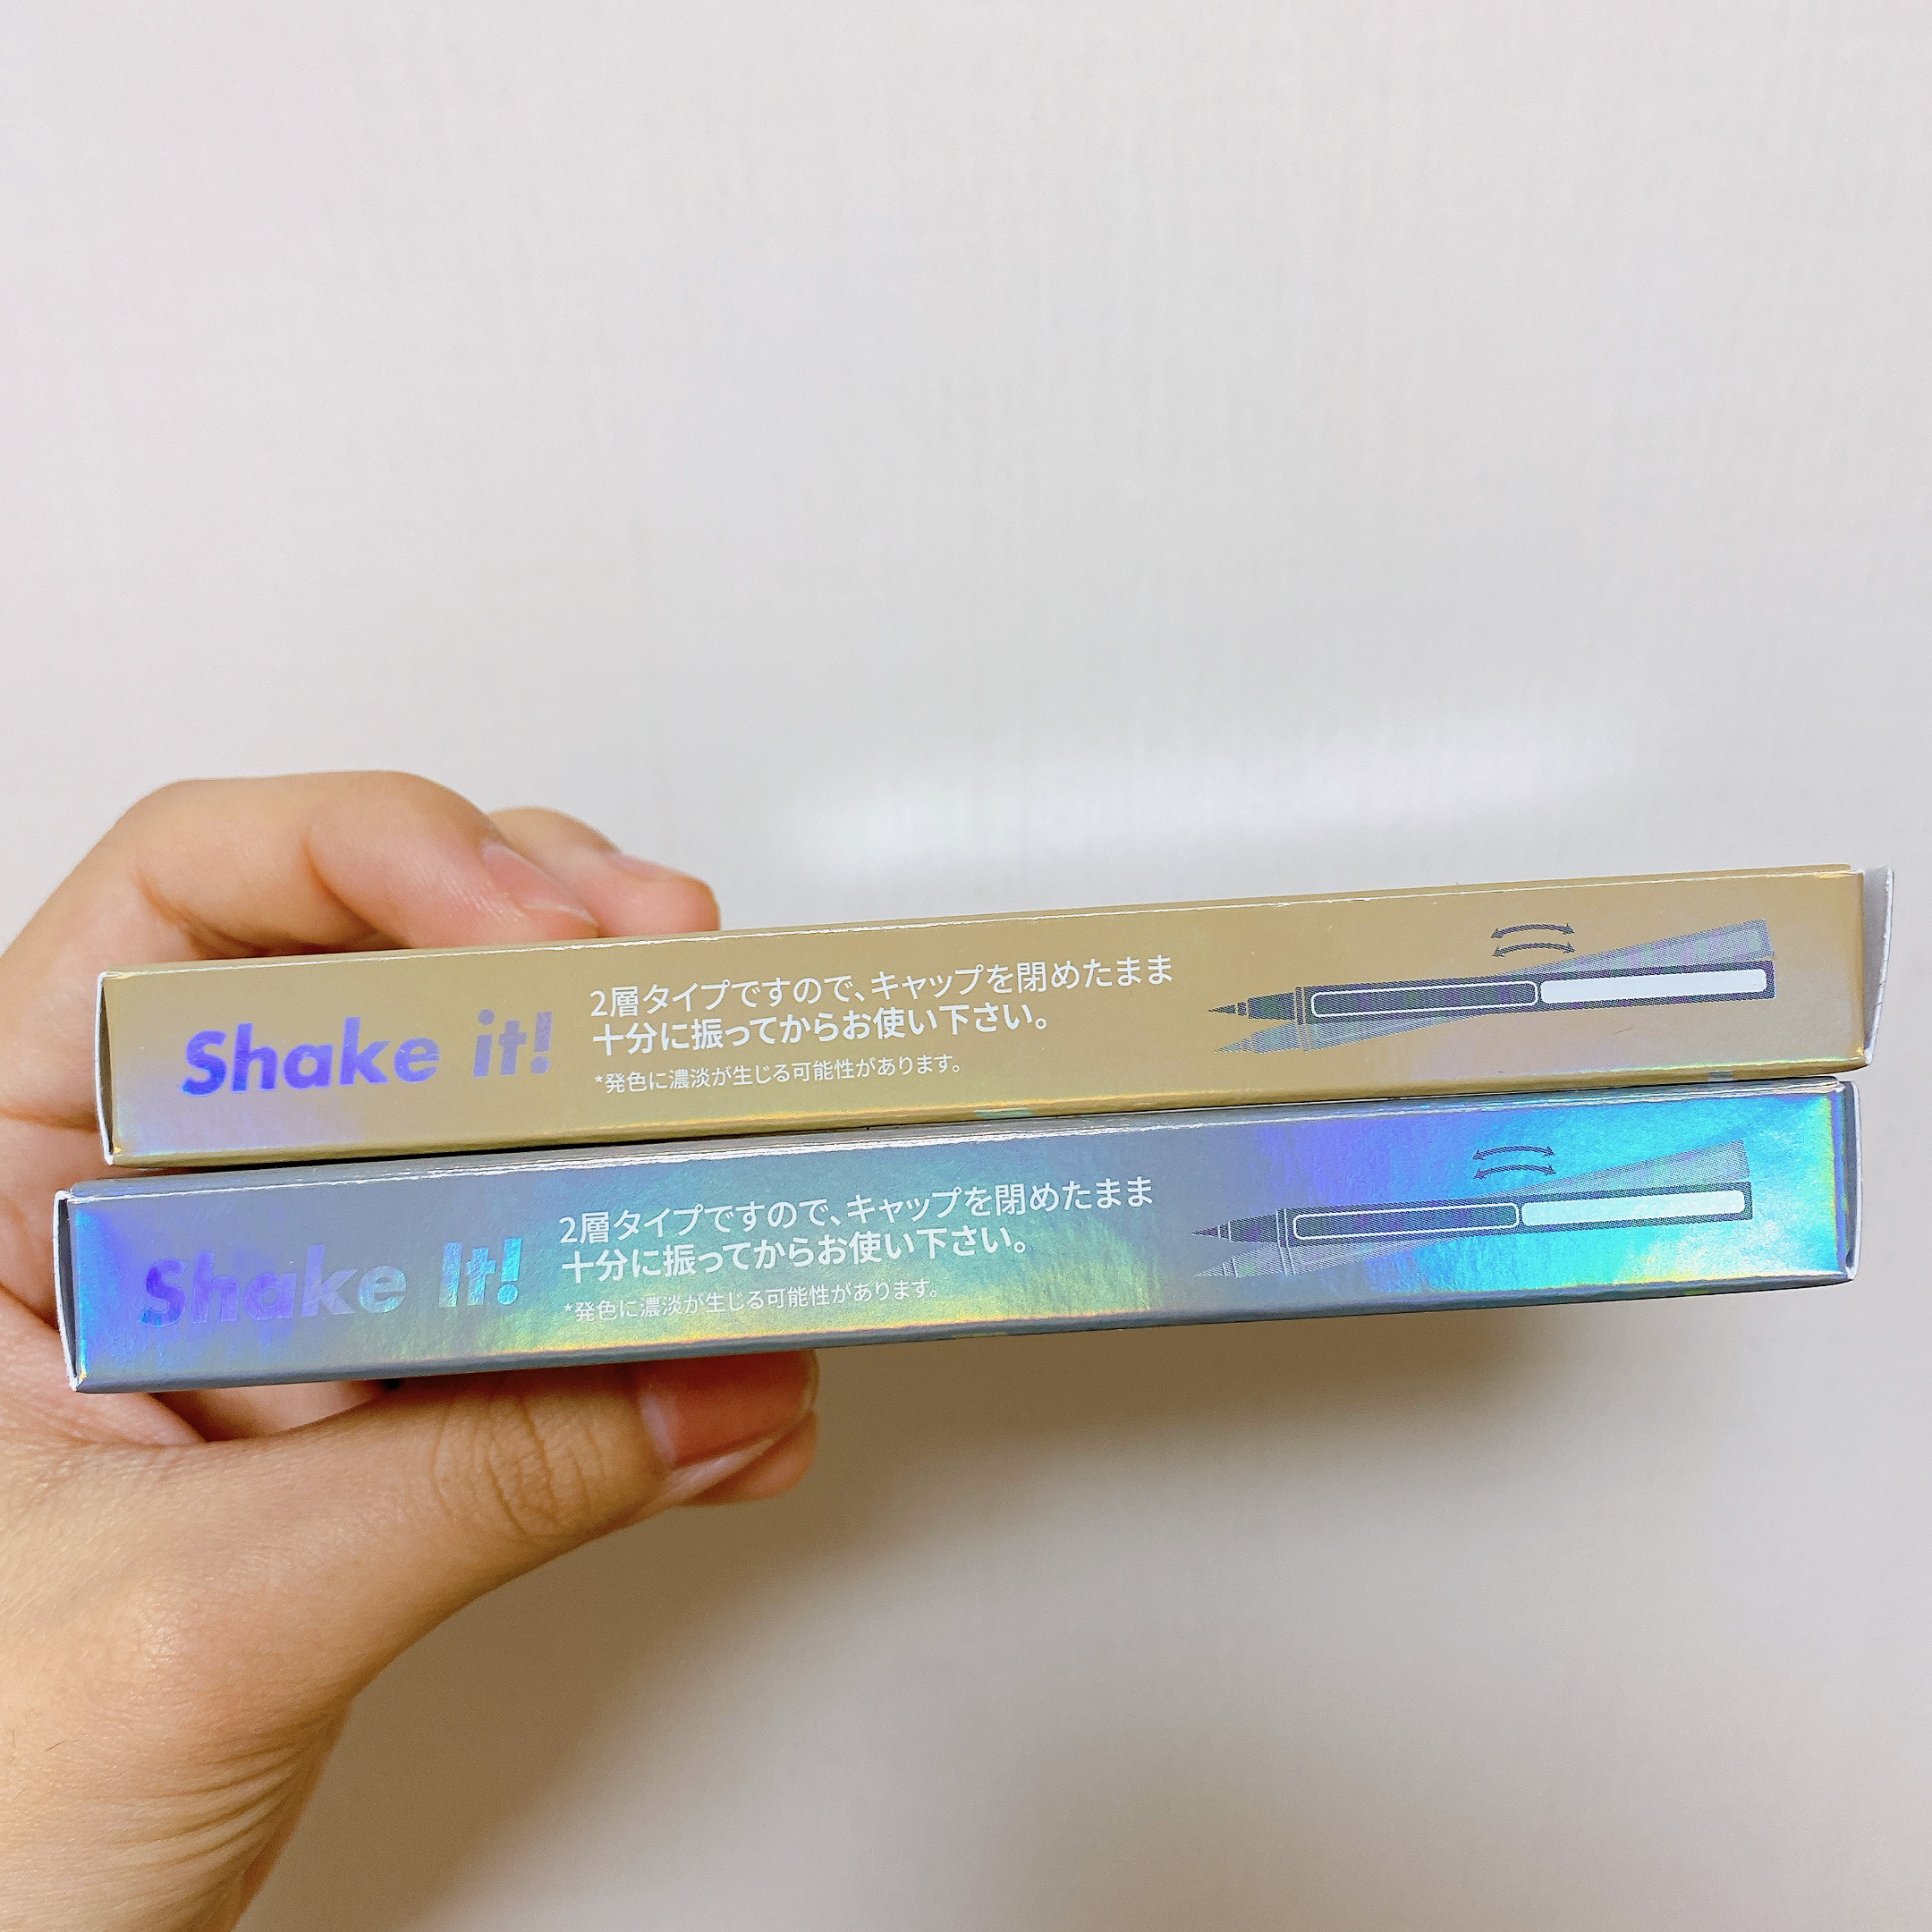 Shake it!
2層タイプですので、キャップを閉めたまま
十分に振ってからお使い下さい。
*発色に濃淡が生じる可能性があります。
Shake It!
2層タイプですので、キャップを閉めたまま
十分に振ってからお使い下さい。
*発色に濃淡が生じる可能性があります。